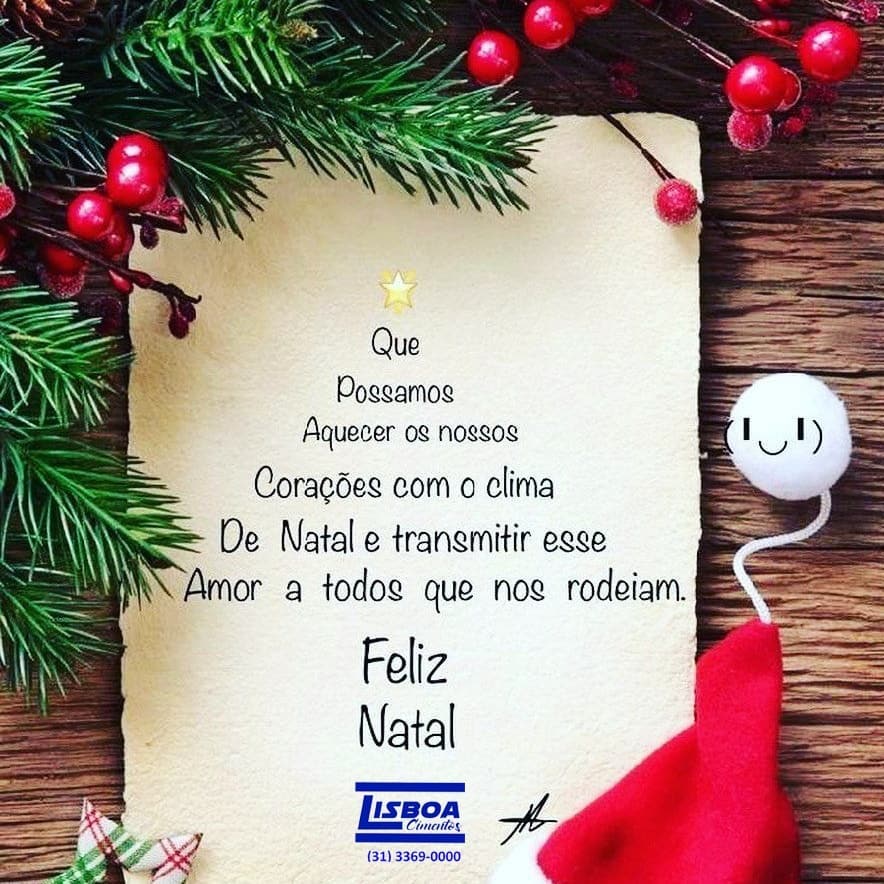 Que
Possamos
Aquecer os nossos
Corações com o clima
De Natal e transmitir esse
Amor a todos que nos rodeiam.
Feliz
Natal
LISBOA
Cimentos
(31) 3369-0000